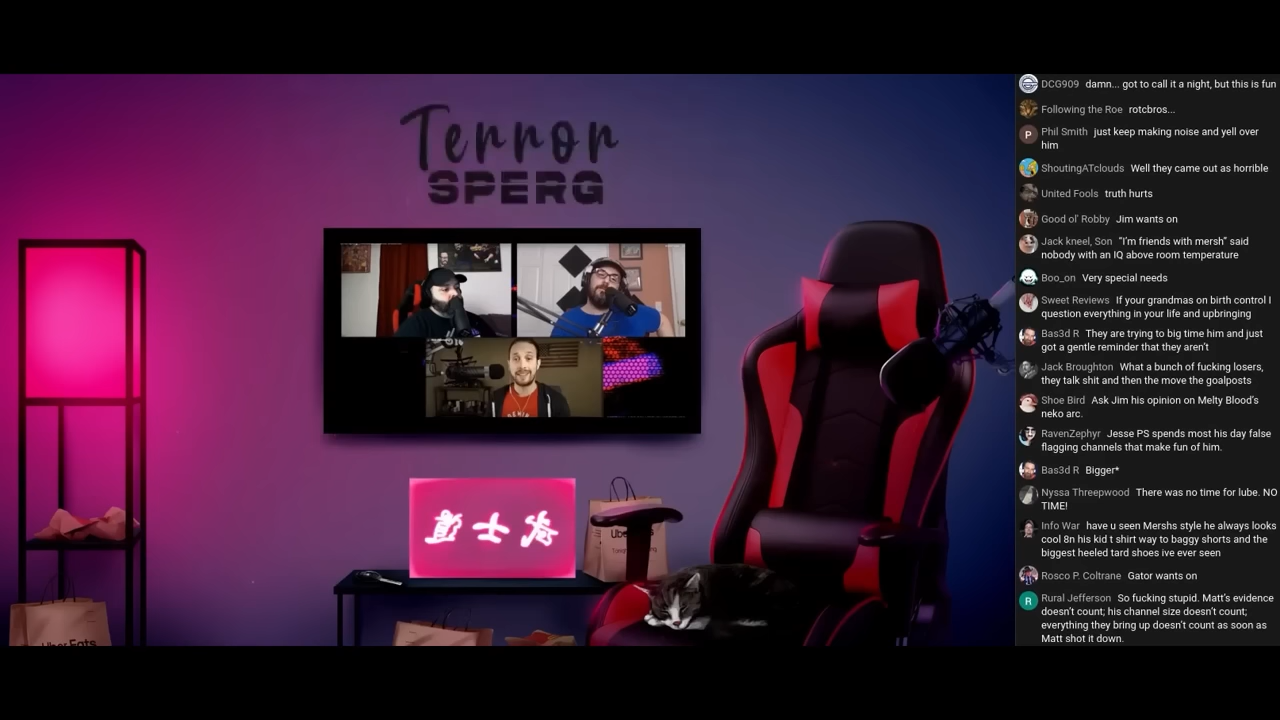 Terror
SPERG
武士道
Uber
Uber Eats
DCG909 damn... got to call it a night, but this is fun
Following the Roe rotcbros...
Phil Smith just keep making noise and yell over
him
ShoutingATclouds Well they came out as horrible
United Fools truth hurts
Good ol' Robby Jim wants on
Jack kneel, Son “I’m friends with mersh” said
nobody with an IQ above room temperature
Boo_on Very special needs
Sweet Reviews If your grandmas on birth control I
question everything in your life and upbringing
Bas3d R They are trying to big time him and just
got a gentle reminder that they aren’t
Jack Broughton What a bunch of fucking losers,
they talk shit and then the move the goalposts
Shoe Bird Ask Jim his opinion on Melty Blood’s
neko arc.
RavenZephyr Jesse PS spends most his day false
flagging channels that make fun of him.
Bas3d R Bigger*
Nyssa Threepwood There was no time for lube. NO
TIME!
Info War have u seen Mershs style he always looks
cool 8n his kid t shirt way to baggy shorts and the
biggest heeled tard shoes ive ever seen
Rosco P. Coltrane Gator wants on
Rural Jefferson So fucking stupid. Matt’s evidence
doesn’t count; his channel size doesn’t count;
everything they bring up doesn’t count as soon as
Matt shot it down.